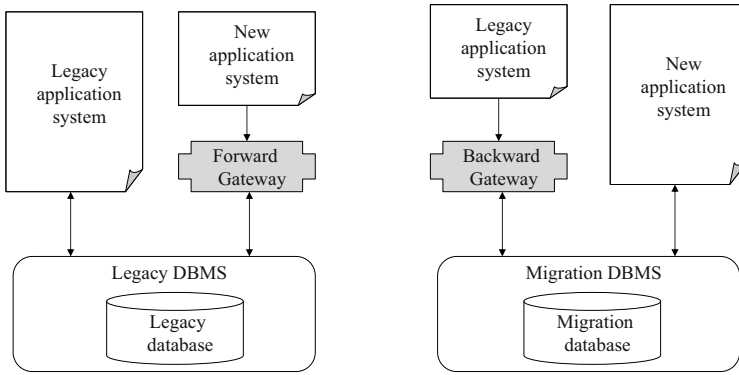 Legacy
application
system
New
application
system
Forward
Gateway
Legacy DBMS
Legacy
database
Legacy
application
system
New
application
system
Backward
Gateway
Migration DBMS
Migration
database